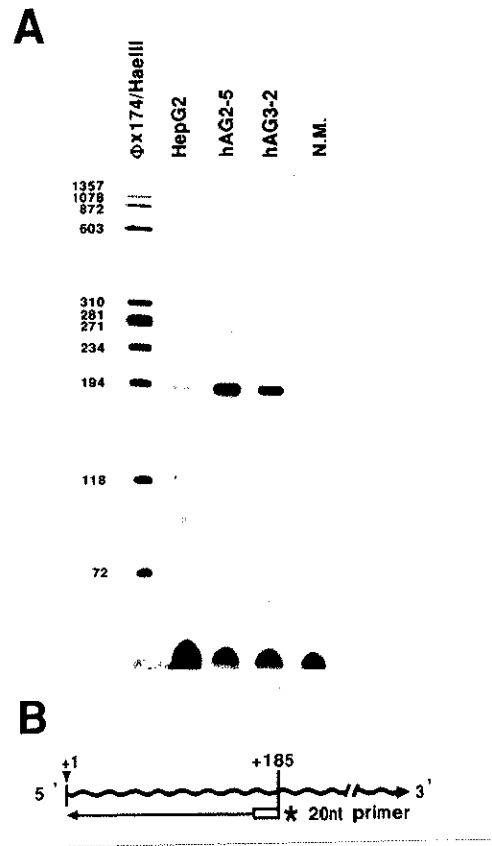 A
ΦX174/HaeIII
HepG2
hAG2-5
hAG3-2
N.M.
1357
1078
872
603
310
281
271
234
194
118
72
B
+1
+185
5 '
3 '
* 20nt primer